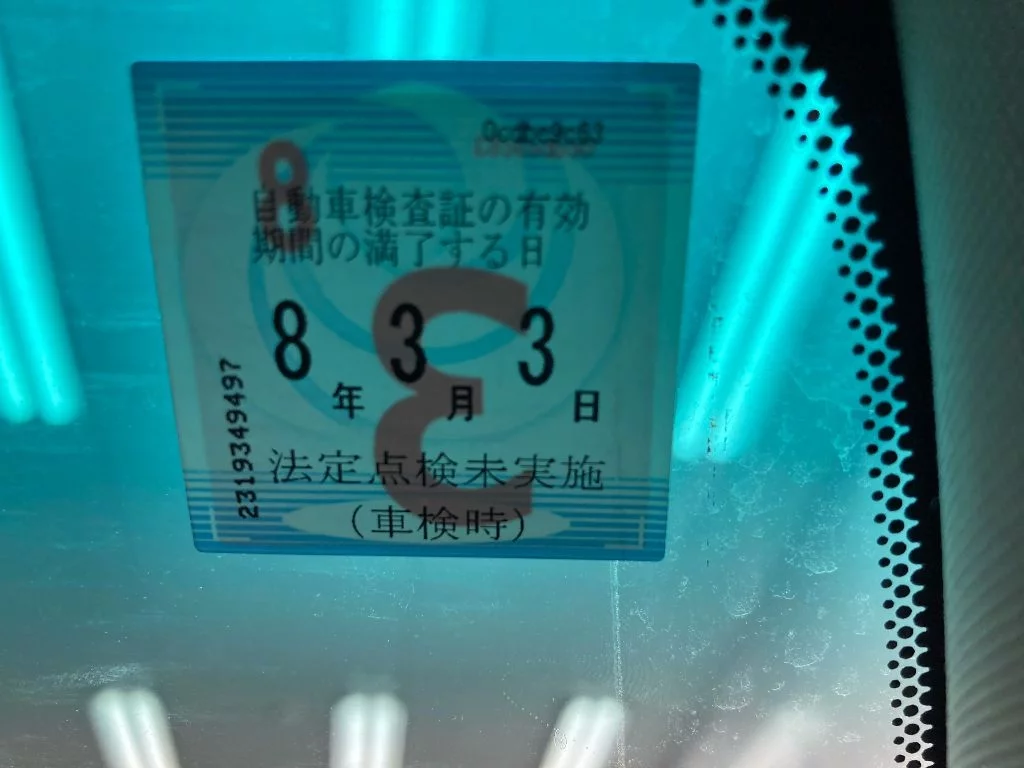 自動車検査証の有効
期間の満了する日
8年3月3日
2319349497
法定点検未実施
(車検時)